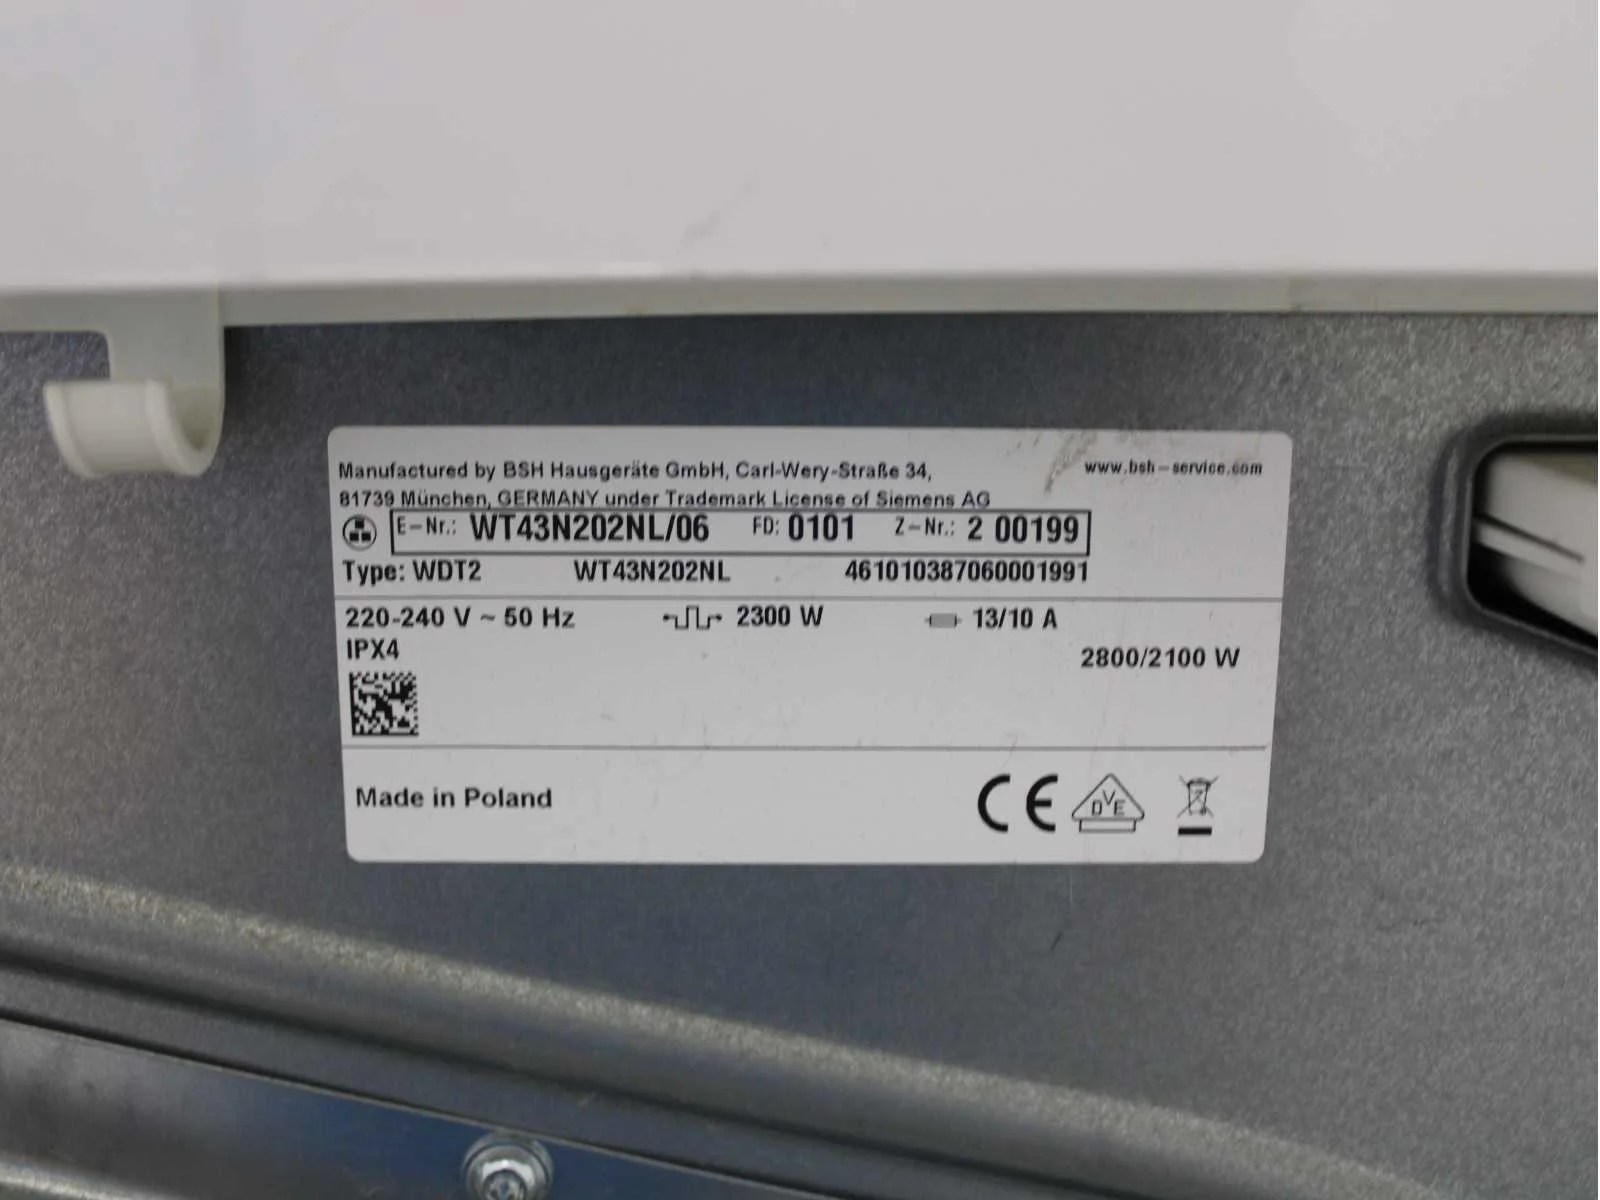 Manufactured by BSH Hausgeräte GmbH, Carl-Wery-Straße 34, www.bsh-service.com
81739 München, GERMANY under Trademark License of Siemens AG
E-Nr.: WT43N202NL/06 FD: 0101 Z-Nr.: 2 00199
Type: WDT2 WT43N202NL 461010387060001991
220-240 V ~ 50 Hz 2300 W 13/10 A
IPX4
2800/2100 W
Made in Poland CE DVE